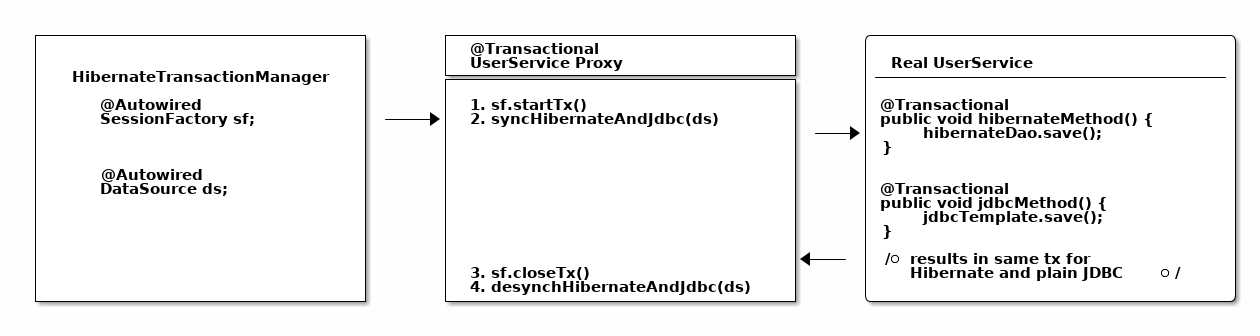 HibernateTransactionManager
@Autowired
SessionFactory sf;
@Autowired
DataSource ds;
@Transactional
UserService Proxy
1. sf.startTx()
2. syncHibernateAndJdbc(ds)
3. sf.closeTx()
4. desynchHibernateAndJdbc(ds)
Real UserService
@Transactional
public void hibernateMethod() {
hibernateDao.save();
}
@Transactional
public void jdbcMethod() {
jdbcTemplate.save();
}
/○ results in same tx for
Hibernate and plain JDBC ○ /